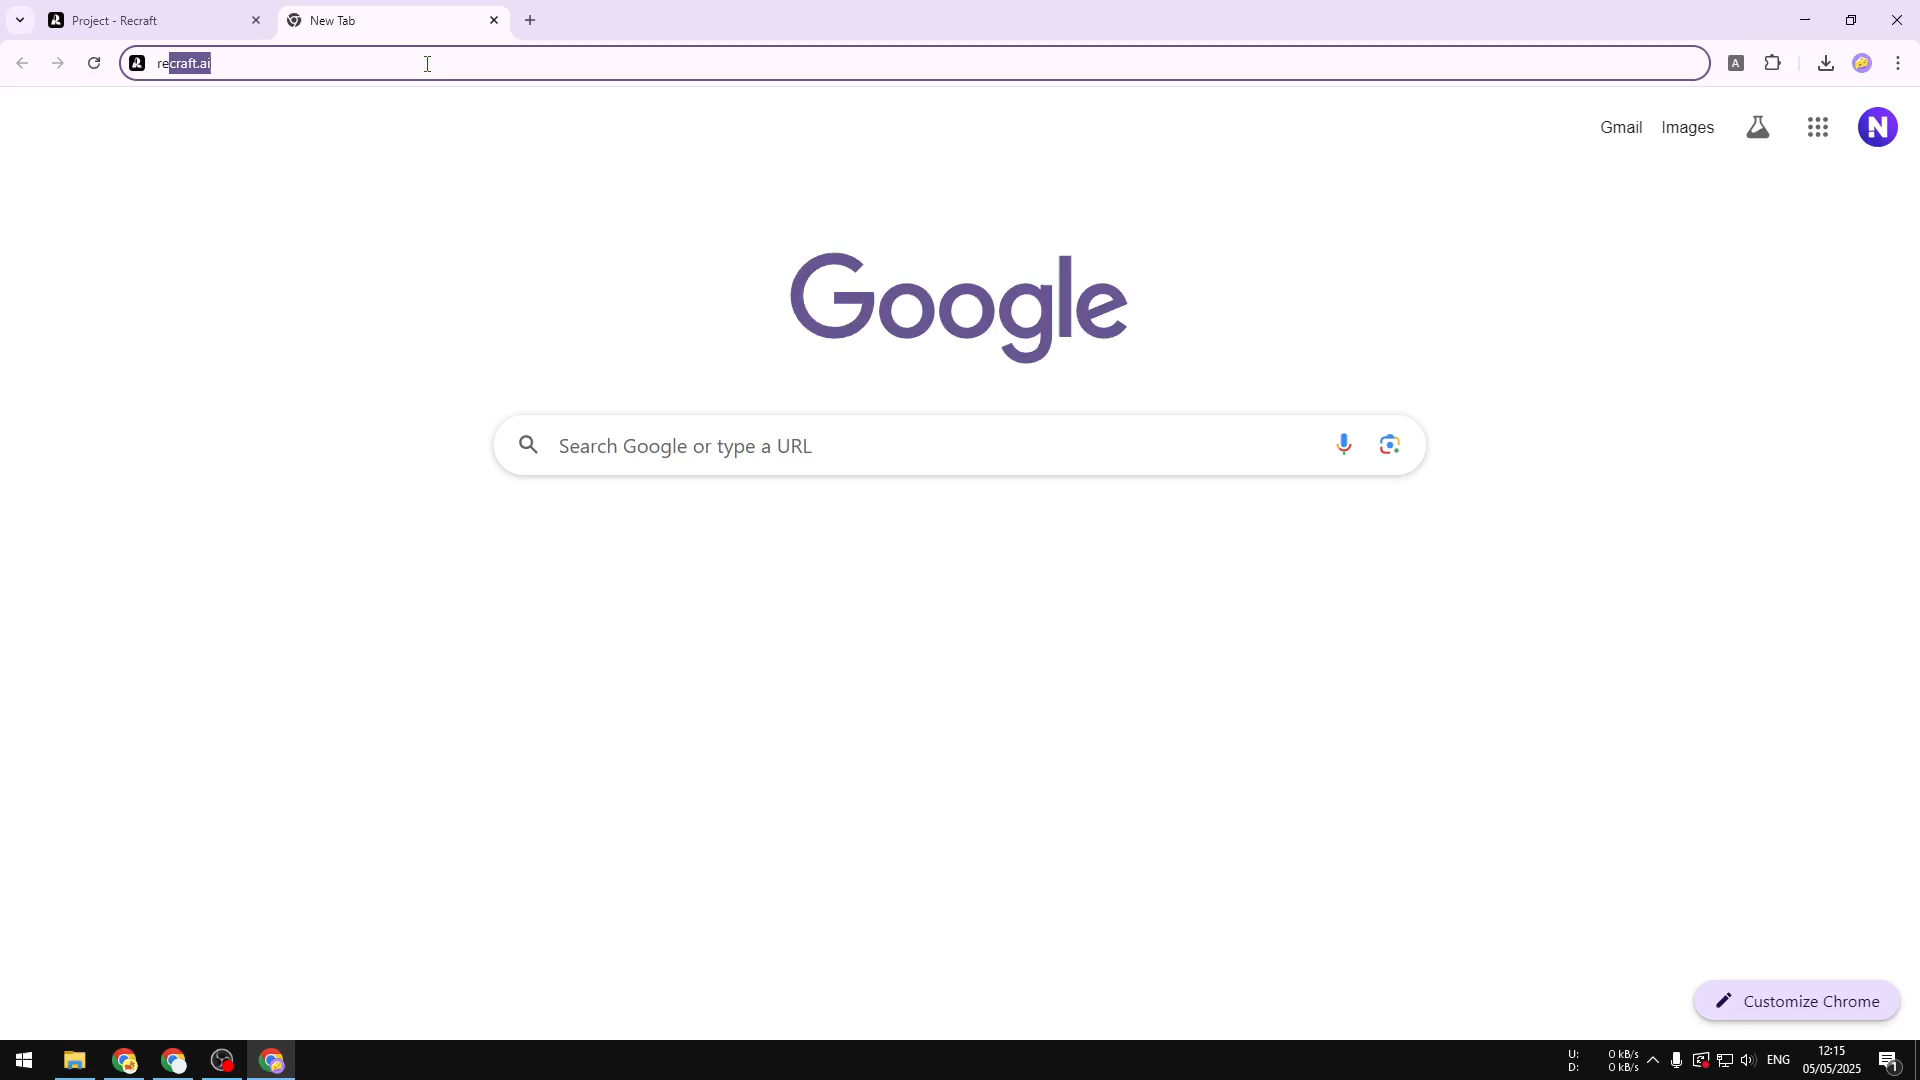 Project - Recraft
New Tab
recraft.ai
A
Gmail
Images
N
Google
Search Google or type a URL
Customize Chrome
U: 0 kB/s
D: 0 kB/s
ENG
12:15
05/05/2025
1